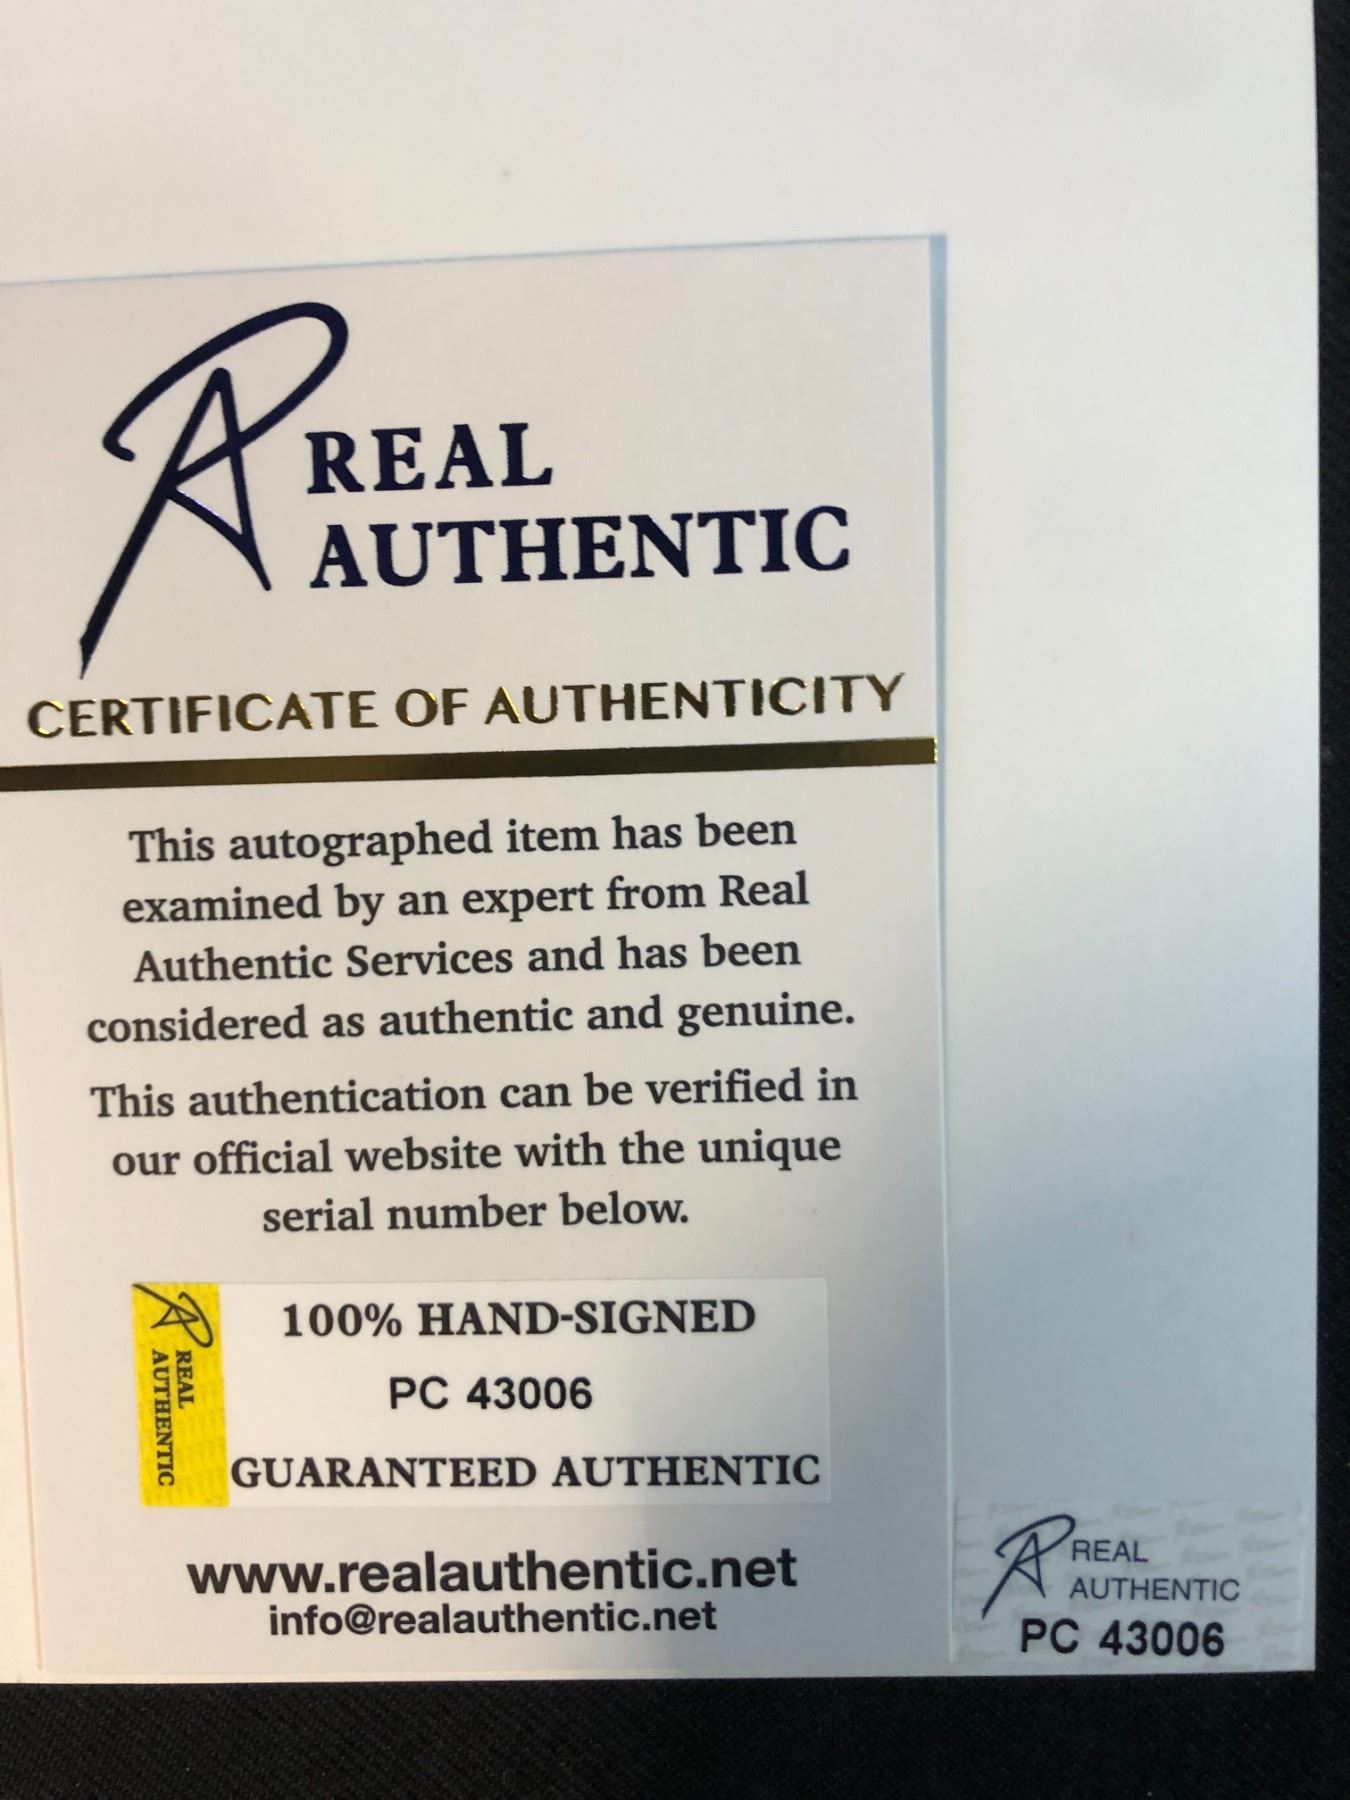 REAL
AUTHENTIC
CERTIFICATE OF AUTHENTICITY
This autographed item has been
examined by an expert from Real
Authentic Services and has been
considered as authentic and genuine.
This authentication can be verified in
our official website with the unique
serial number below.
REAL
AUTHENTIC
100% HAND-SIGNED
PC 43006
GUARANTEED AUTHENTIC
www.realauthentic.net
info@realauthentic.net
REAL
AUTHENTIC
PC 43006